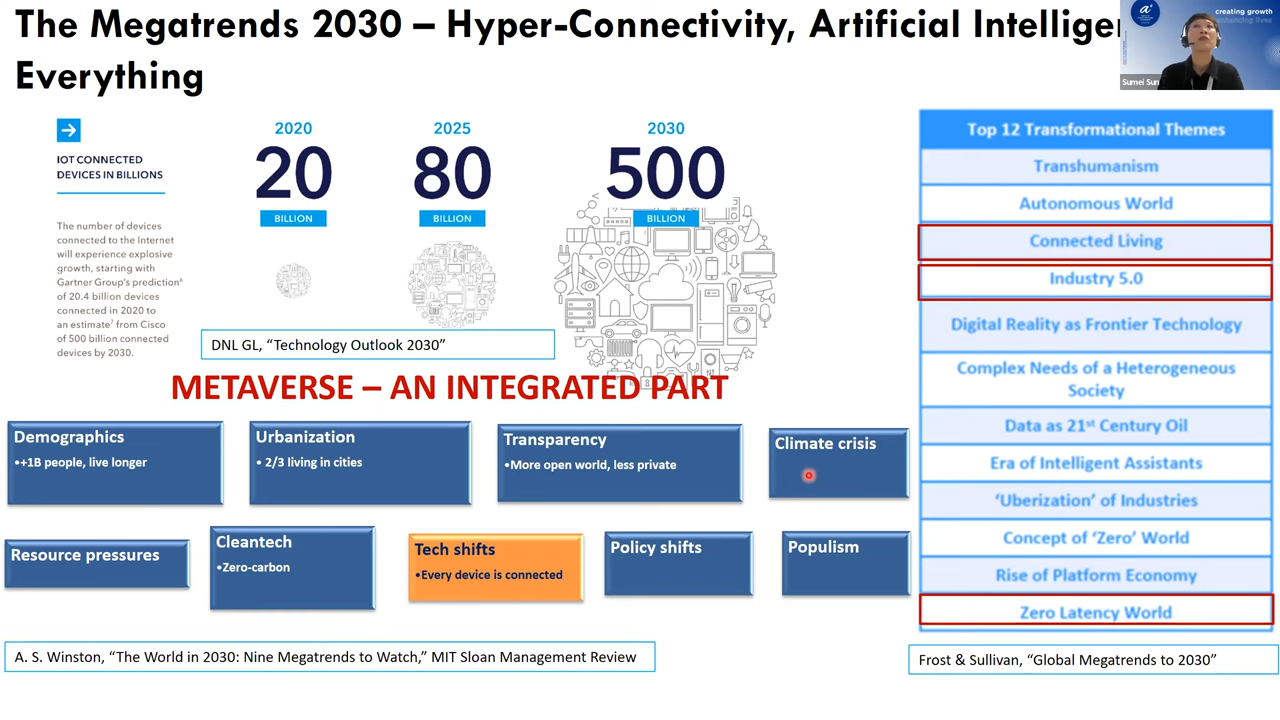 The Megatrends 2030 – Hyper-Connectivity, Artificial Intelliger
Everything
creating growth
enhancing lives
Sumei Sun
IOT CONNECTED
DEVICES IN BILLIONS
The number of devices
connected to the Internet
will experience explosive
growth, starting with
Gartner Group's prediction⁶
of 20.4 billion devices
connected in 2020 to
an estimate⁷ from Cisco
of 500 billion connected
devices by 2030.
2020
20
BILLION
2025
80
BILLION
2030
500
BILLION
DNL GL, “Technology Outlook 2030”
METAVERSE – AN INTEGRATED PART
Demographics
•+1B people, live longer
Urbanization
• 2/3 living in cities
Transparency
•More open world, less private
Climate crisis
Resource pressures
Cleantech
•Zero-carbon
Tech shifts
•Every device is connected
Policy shifts
Populism
A. S. Winston, “The World in 2030: Nine Megatrends to Watch,” MIT Sloan Management Review
Top 12 Transformational Themes
Transhumanism
Autonomous World
Connected Living
Industry 5.0
Digital Reality as Frontier Technology
Complex Needs of a Heterogeneous
Society
Data as 21st Century Oil
Era of Intelligent Assistants
‘Uberization’ of Industries
Concept of ‘Zero’ World
Rise of Platform Economy
Zero Latency World
Frost & Sullivan, “Global Megatrends to 2030”